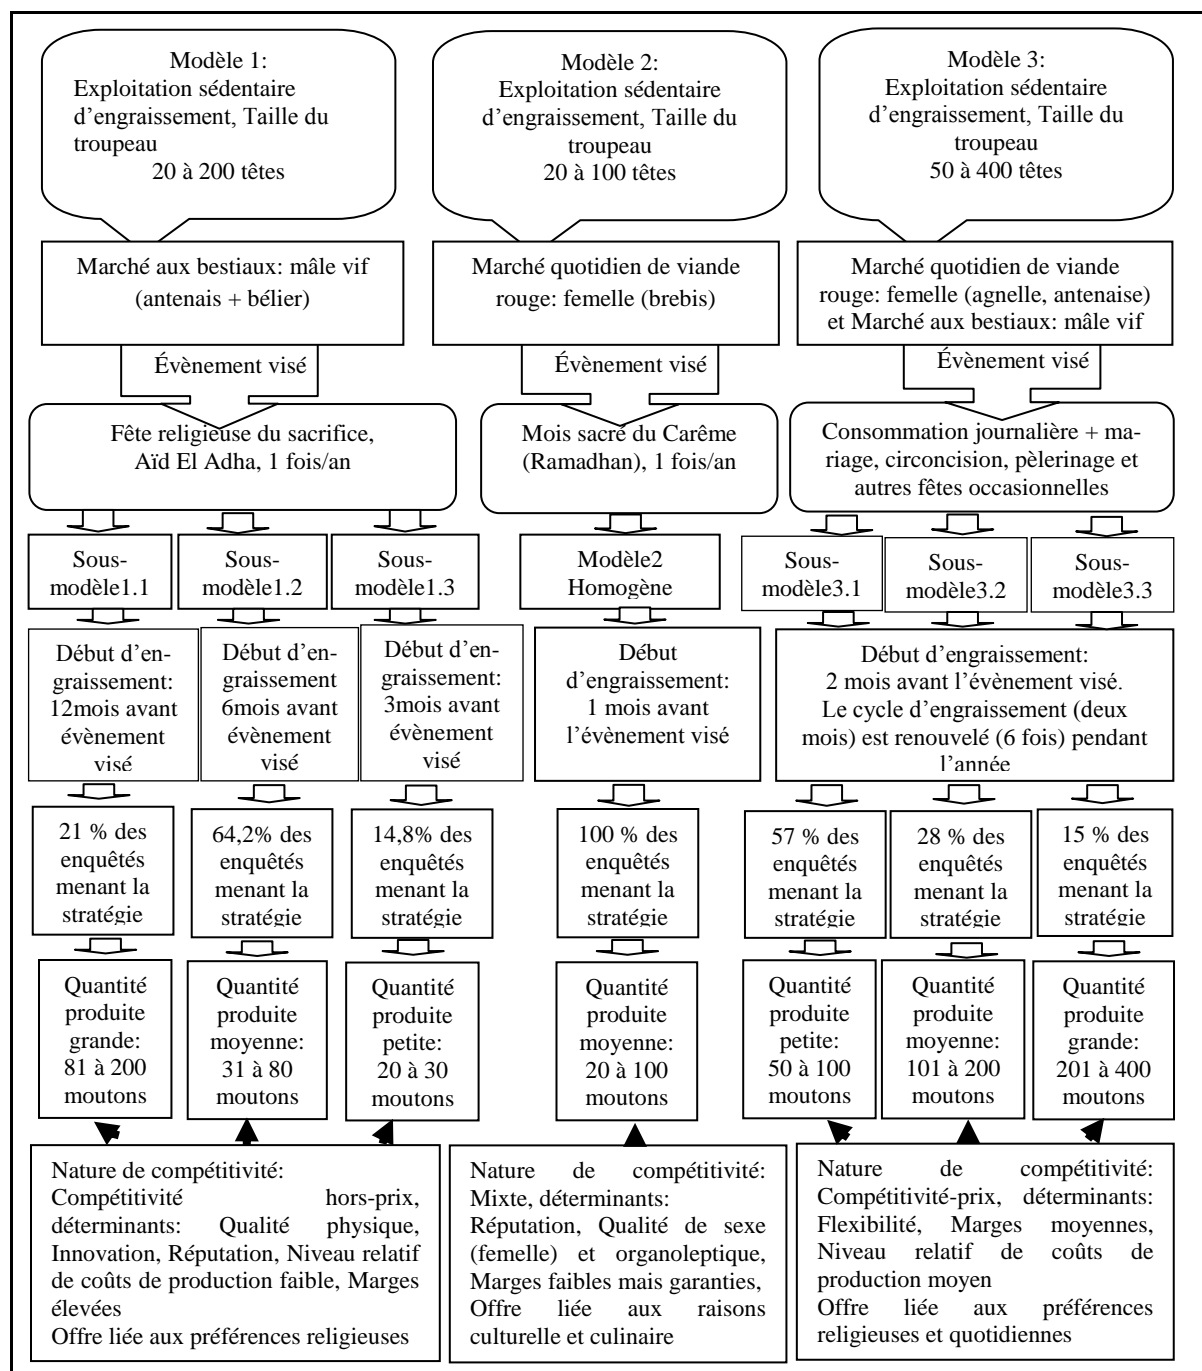 Modèle 1:
Exploitation sédentaire
d'engraissement, Taille du
troupeau
20 à 200 têtes
Modèle 2:
Exploitation sédentaire
d'engraissement, Taille du
troupeau
20 à 100 têtes
Modèle 3:
Exploitation sédentaire
d'engraissement, Taille du
troupeau
50 à 400 têtes
Marché aux bestiaux: mâle vif
(antenais + bélier)
Marché quotidien de viande
rouge: femelle (brebis)
Marché quotidien de viande
rouge: femelle (agnelle, antenaise)
et Marché aux bestiaux: mâle vif
Évènement visé
Évènement visé
Évènement visé
Fête religieuse du sacrifice,
Aïd El Adha, 1 fois/an
Mois sacré du Carême
(Ramadhan), 1 fois/an
Consommation journalière + ma-
riage, circoncision, pèlerinage et
autres fêtes occasionnelles
Sous-
modèle1.1
Sous-
modèle1.2
Sous-
modèle1.3
Modèle2
Homogène
Sous-
modèle3.1
Sous-
modèle3.2
Sous-
modèle3.3
Début d'en-
graissement:
12mois avant
évènement
visé
Début d'en-
graissement
6mois avant
évènement
visé
Début d'en-
graissement:
3mois avant
évènement
visé
Début
d'engraissement:
1 mois avant
l'évènement visé
Début d'engraissement:
2 mois avant l'évènement visé.
Le cycle d'engraissement (deux
mois) est renouvelé (6 fois) pendant
l'année
21 % des
enquêtés
menant la
stratégie
64,2% des
enquêtés
menant la
stratégie
14,8% des
enquêtés
menant la
stratégie
100 % des
enquêtés
menant la
stratégie
57 % des
enquêtés
menant la
stratégie
28 % des
enquêtés
menant la
stratégie
15 % des
enquêtés
menant la
stratégie
Quantité
produite
grande:
81 à 200
moutons
Quantité
produite
moyenne:
31 à 80
moutons
Quantité
produite
petite:
20 à 30
moutons
Quantité
produite
moyenne:
20 à 100
moutons
Quantité
produite
petite:
50 à 100
moutons
Quantité
produite
moyenne:
101 à 200
moutons
Quantité
produite
grande:
201 à 400
moutons
Nature de compétitivité:
Compétitivité hors-prix,
déterminants: Qualité physique,
Innovation, Réputation, Niveau relatif
de coûts de production faible, Marges
élevées
Offre liée aux préférences religieuses
Nature de compétitivité:
Mixte, déterminants:
Réputation, Qualité de sexe
(femelle) et organoleptique,
Marges faibles mais garanties,
Offre liée aux raisons
culturelle et culinaire
Nature de compétitivité:
Compétitivité-prix, déterminants:
Flexibilité, Marges moyennes,
Niveau relatif de coûts de
production moyen
Offre liée aux préférences
religieuses et quotidiennes